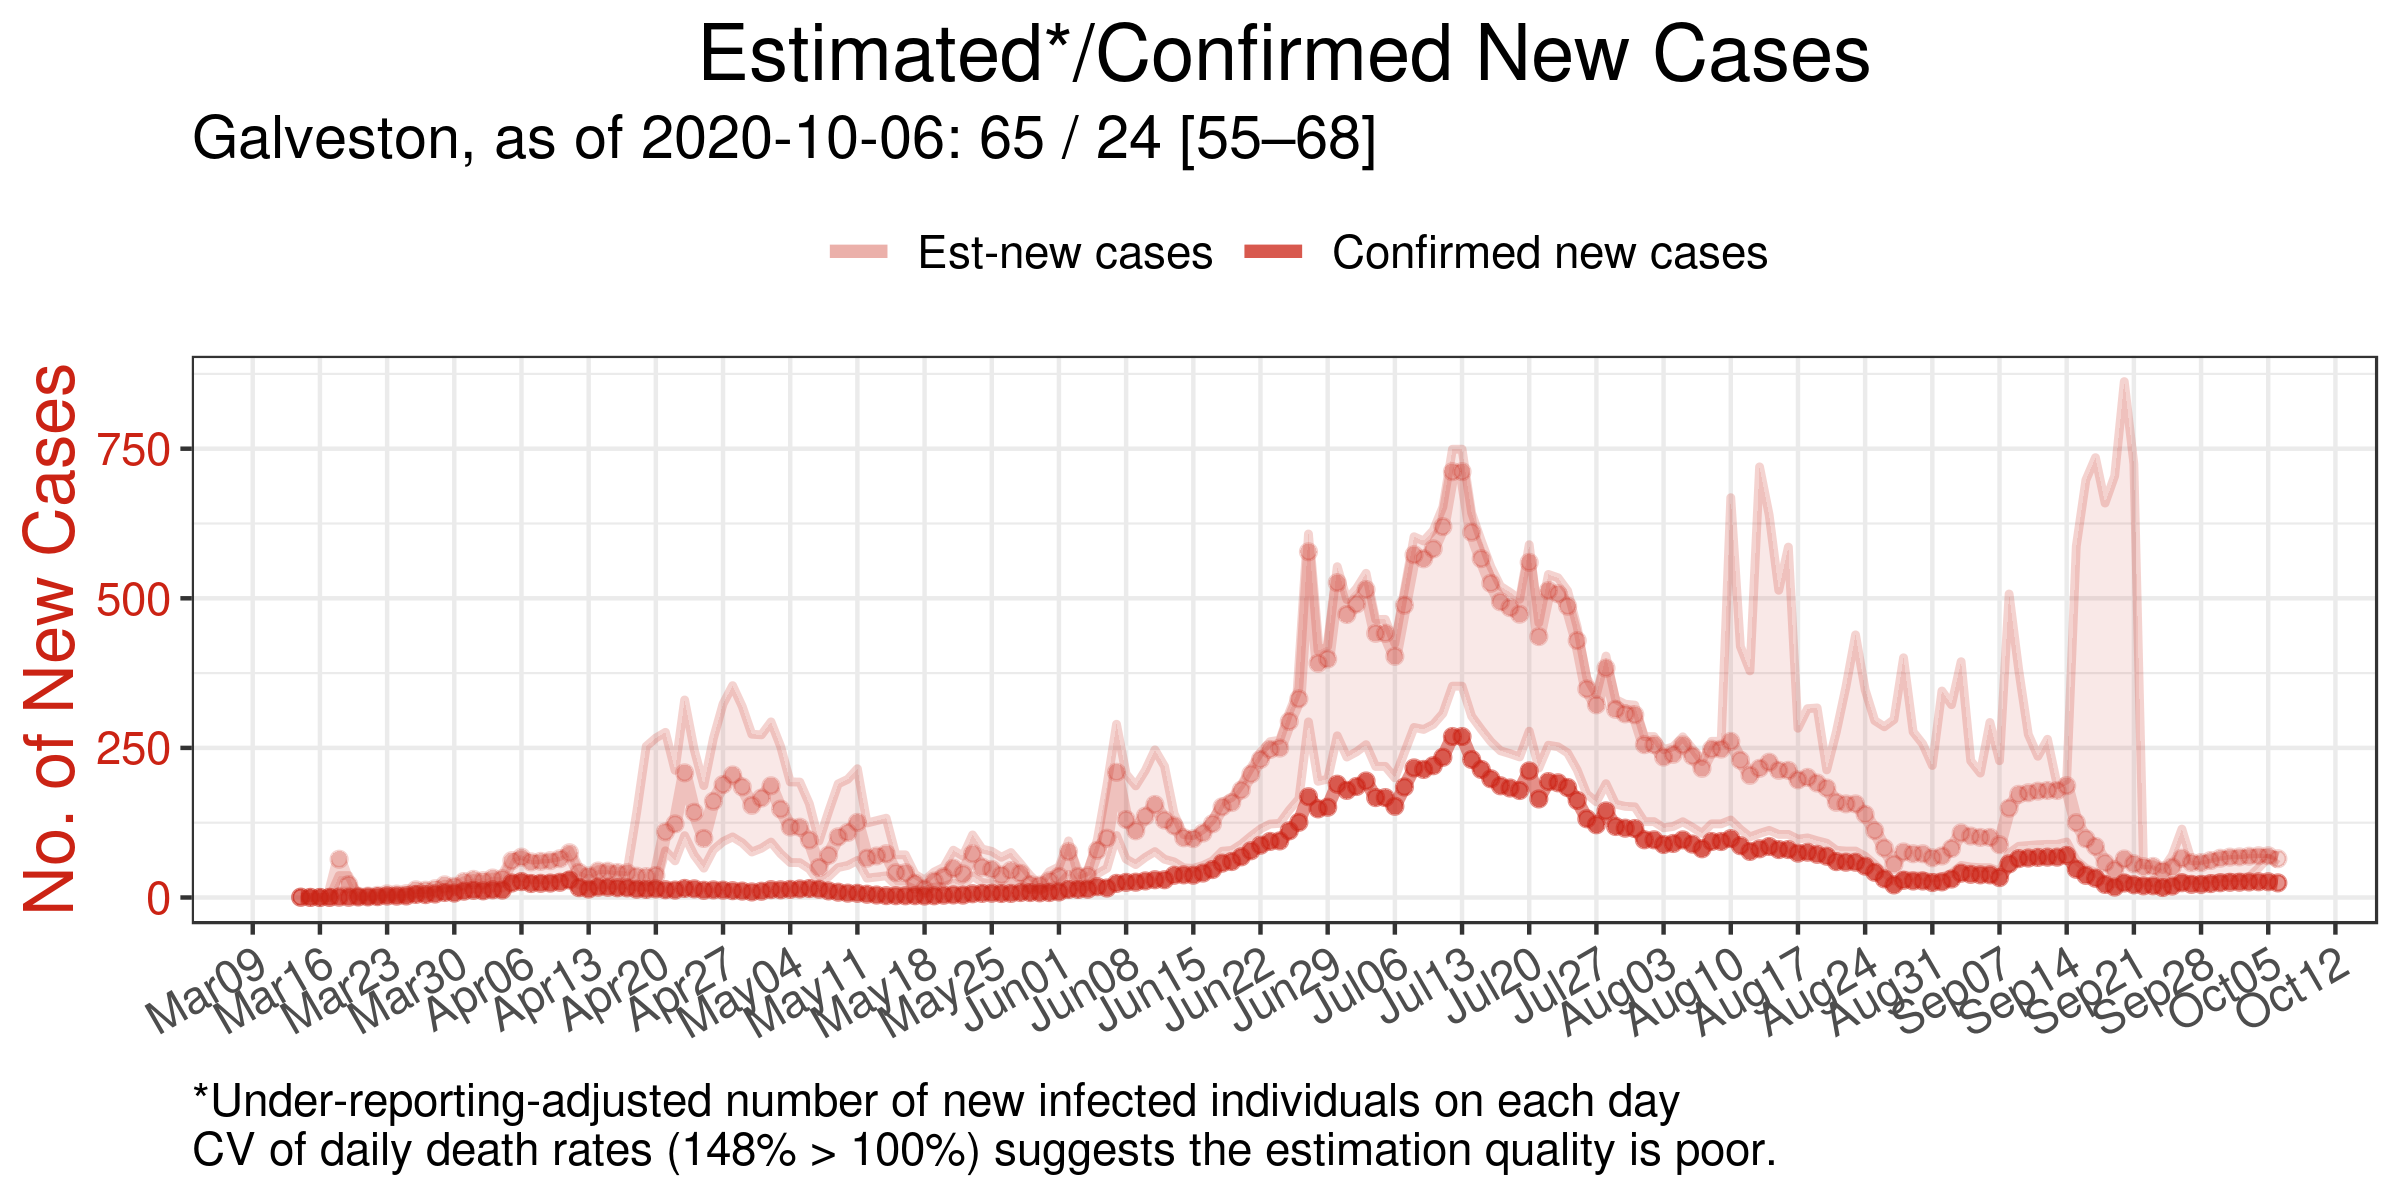 Estimated*/Confirmed New Cases
Galveston, as of 2020-10-06: 65 / 24 [55–68]
Est-new cases Confirmed new cases
No. of New Cases
750
500
250
0
Mar09 Mar16 Mar23 Mar30 Apr06 Apr13 Apr20 Apr27 May04 May11 May18 May25 Jun01 Jun08 Jun15 Jun22 Jun29 Jul06 Jul13 Jul20 Jul27 Aug03 Aug10 Aug17 Aug24 Aug31 Sep07 Sep14 Sep21 Sep28 Oct05 Oct12
*Under-reporting-adjusted number of new infected individuals on each day
CV of daily death rates (148% > 100%) suggests the estimation quality is poor.